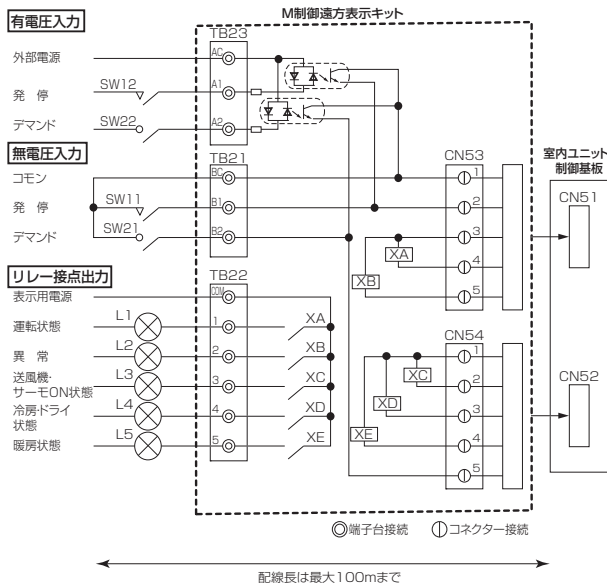 M制御遠方表示キット
有電圧入力
TB23
外部電源
AC
発 停
SW12
A1
デマンド
SW22
A2
無電圧入力
TB21
CN53
室内ユニット
制御基板
コモン
BC
1
CN51
発 停
SW11
B1
2
デマンド
SW21
B2
3
XA
4
XB
5
リレー接点出力
TB22
表示用電源
COM
CN54
運転状態
L1
1
XA
1
異 常
L2
2
XB
XC
2
CN52
送風機・
サーモON状態
L3
3
XC
XD
3
冷房・ドライ
状態
L4
4
XD
XE
4
暖房状態
L5
5
XE
5
端子台接続
コネクター接続
配線長は最大100mまで